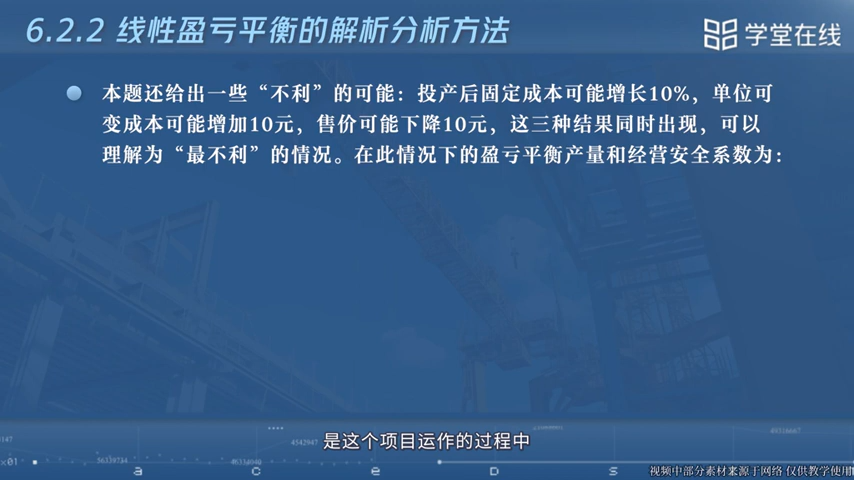 6.2.2 线性盈亏平衡的解析分析方法
学堂在线
本题还给出一些“不利”的可能：投产后固定成本可能增长10%，单位可
变成本可能增加10元，售价可能下降10元，这三种结果同时出现，可以
理解为“最不利”的情况。在此情况下的盈亏平衡产量和经营安全系数为：
是这个项目运作的过程中
a c e D s
视频中部分素材来源于网络 仅供教学使用